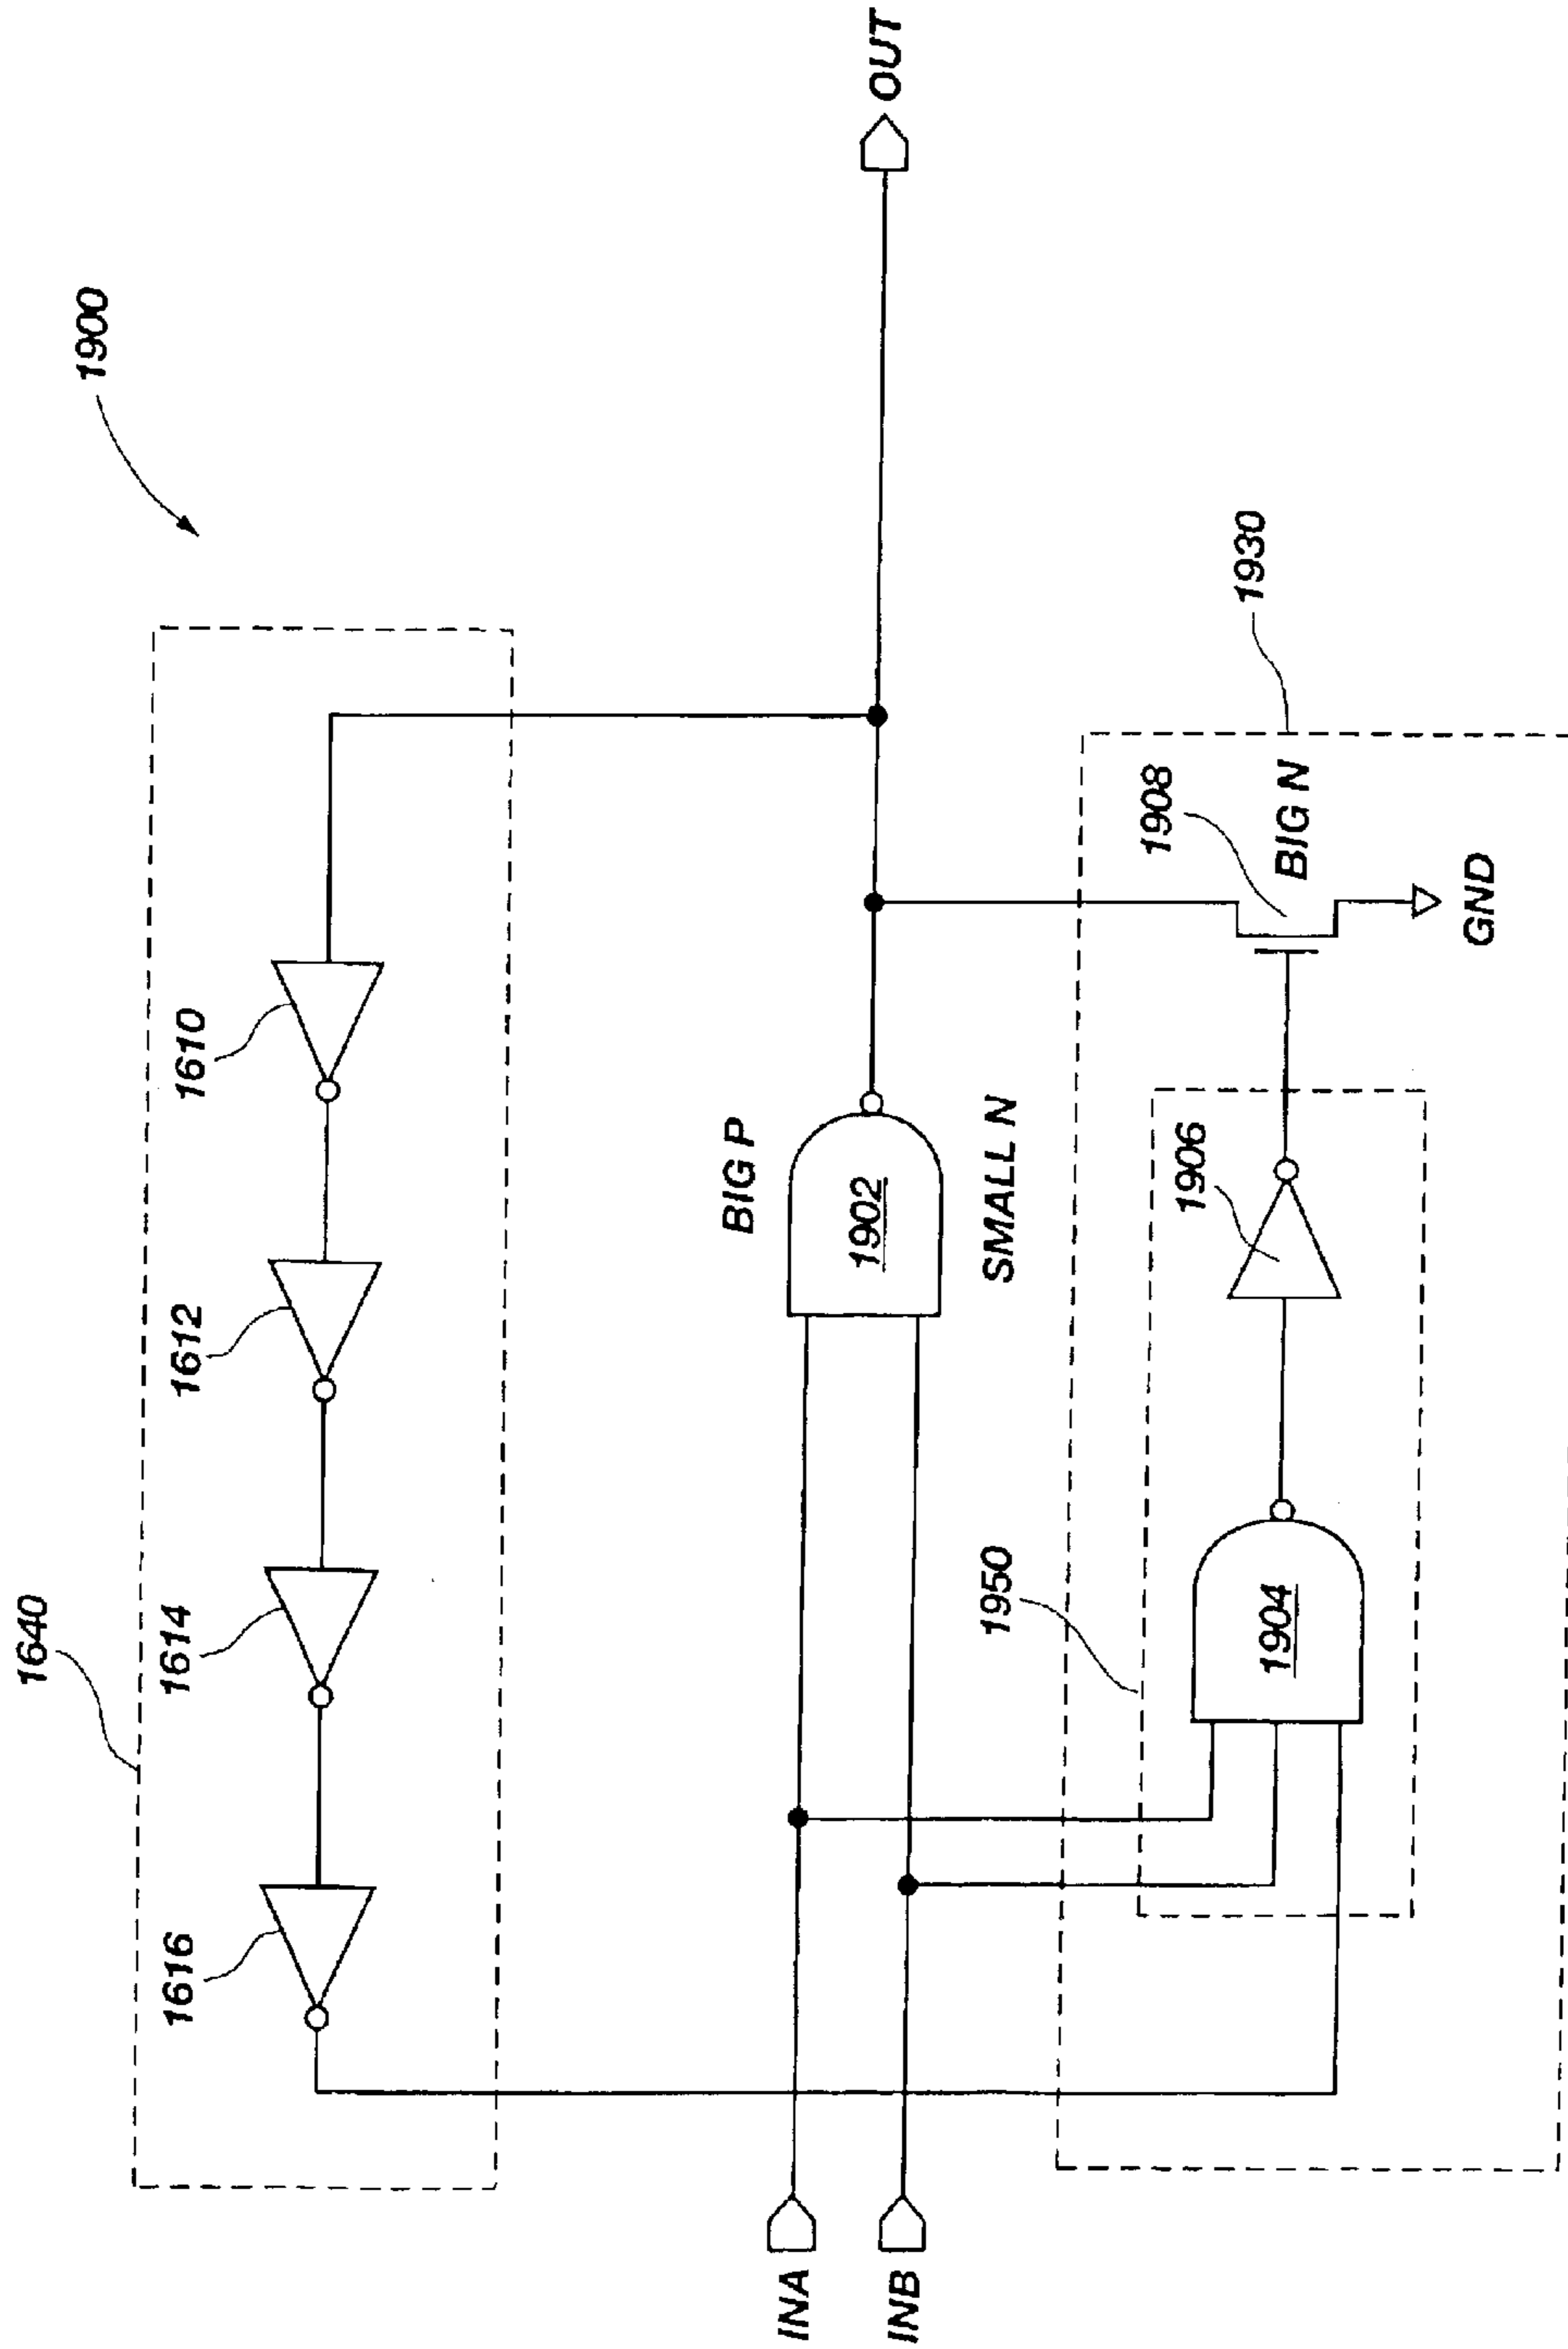 1900
1640
1616
1614
1612
1610
BIG P
1902
SMALL N
INA
INB
OUT
1950
1904
1906
1908
BIG N
1930
GND